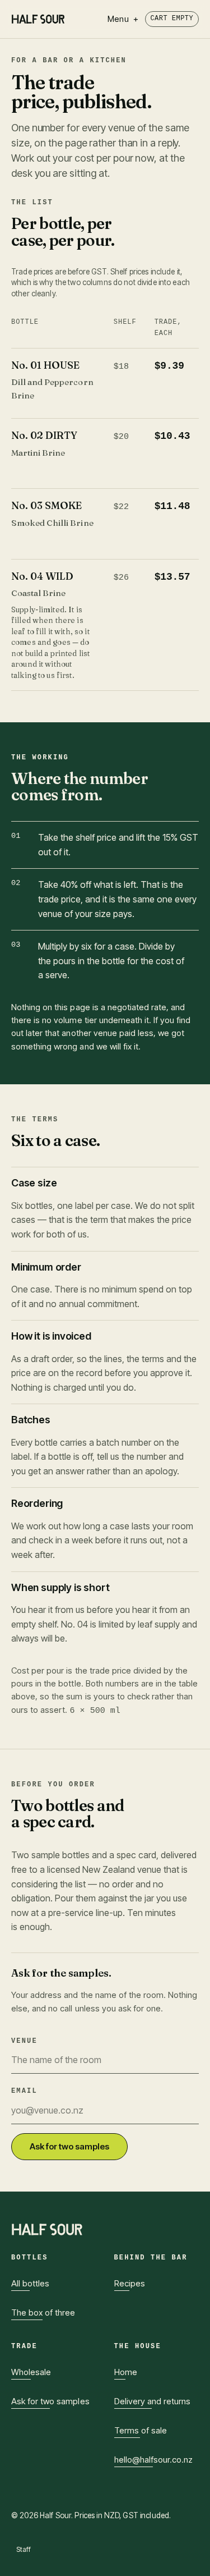 HALF SOUR
Menu +
CART EMPTY
FOR A BAR OR A KITCHEN
The trade
price, published.
One number for every venue of the same
size, on the page rather than in a reply.
Work out your cost per pour now, at the
desk you are sitting at.
THE LIST
Per bottle, per
case, per pour.
Trade prices are before GST. Shelf prices include it,
which is why the two columns do not divide into each
other cleanly.
BOTTLE
SHELF
TRADE,
EACH
No. 01 HOUSE
$18
$9.39
Dill and Peppercorn
Brine
No. 02 DIRTY
$20
$10.43
Martini Brine
No. 03 SMOKE
$22
$11.48
Smoked Chilli Brine
No. 04 WILD
$26
$13.57
Coastal Brine
Supply-limited. It is
filled when there is
leaf to fill it with, so it
comes and goes — do
not build a printed list
around it without
talking to us first.
THE WORKING
Where the number
comes from.
01
Take the shelf price and lift the 15% GST
out of it.
02
Take 40% off what is left. That is the
trade price, and it is the same one every
venue of your size pays.
03
Multiply by six for a case. Divide by
the pours in the bottle for the cost of
a serve.
Nothing on this page is a negotiated rate, and
there is no volume tier underneath it. If you find
out later that another venue paid less, we got
something wrong and we will fix it.
THE TERMS
Six to a case.
Case size
Six bottles, one label per case. We do not split
cases — that is the term that makes the price
work for both of us.
Minimum order
One case. There is no minimum spend on top
of it and no annual commitment.
How it is invoiced
As a draft order, so the lines, the terms and the
price are on the record before you approve it.
Nothing is charged until you do.
Batches
Every bottle carries a batch number on the
label. If a bottle is off, tell us the number and
you get an answer rather than an apology.
Reordering
We work out how long a case lasts your room
and check in a week before it runs out, not a
week after.
When supply is short
You hear it from us before you hear it from an
empty shelf. No. 04 is limited by leaf supply and
always will be.
Cost per pour is the trade price divided by the
pours in the bottle. Both numbers are in the table
above, so the sum is yours to check rather than
ours to assert. 6 × 500 ml
BEFORE YOU ORDER
Two bottles and
a spec card.
Two sample bottles and a spec card, delivered
free to a licensed New Zealand venue that is
considering the list — no order and no
obligation. Pour them against the jar you use
now at a pre-service line-up. Ten minutes
is enough.
Ask for the samples.
Your address and the name of the room. Nothing
else, and no call unless you ask for one.
VENUE
The name of the room
EMAIL
you@venue.co.nz
Ask for two samples
HALF SOUR
BOTTLES
All bottles
The box of three
BEHIND THE BAR
Recipes
TRADE
Wholesale
Ask for two samples
THE HOUSE
Home
Delivery and returns
Terms of sale
hello@halfsour.co.nz
© 2026 Half Sour. Prices in NZD, GST included.
Staff